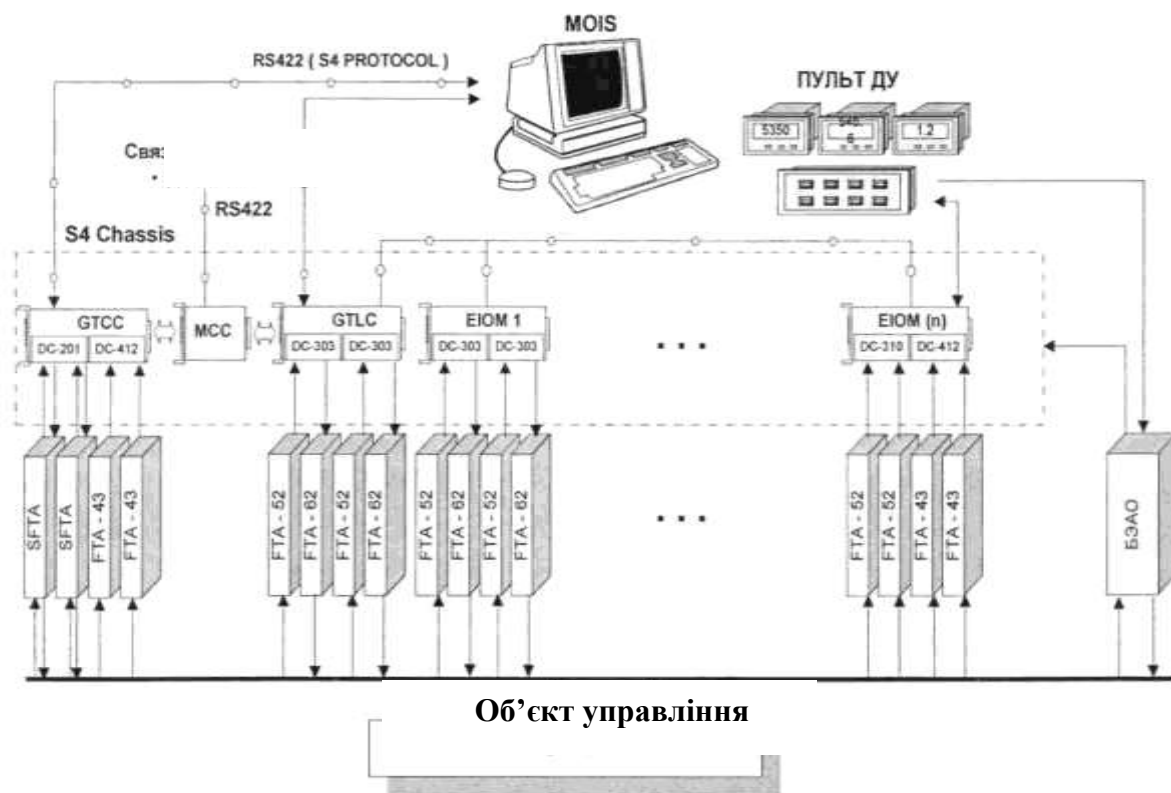 MOIS
RS422 ( S4 PROTOCOL )
ПУЛЬТ ДУ
5350
1.2
RS422
S4 Chassis
GTCC
MCC
GTLC
EIOM 1
EIOM (n)
DC-201 DC-412
DC-303 DC-303
DC-303 DC-303
DC-310 DC-412
SFTA
SFTA
FTA - 43
FTA - 43
FTA - 52
FTA - 62
FTA - 52
FTA - 62
FTA - 52
FTA - 62
FTA - 52
FTA - 62
FTA - 52
FTA - 52
FTA - 43
FTA - 43
БЭАО
Об’єкт управління